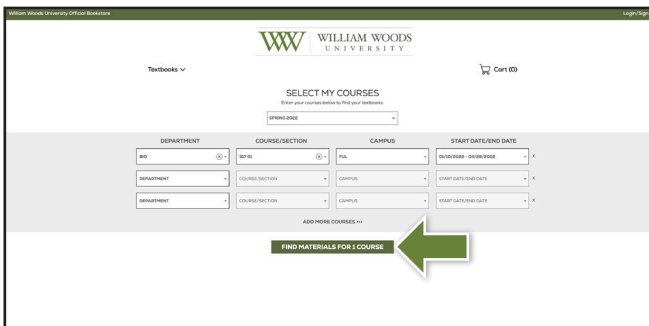 William Woods University Official Bookstore
Login/Sign
WILLIAM WOODS
UNIVERSITY
Textbooks
Cart (0)
SELECT MY COURSES
Enter your courses below to find your textbooks.
SPRING 2022
DEPARTMENT COURSE/SECTION CAMPUS START DATE/END DATE
BIO 317 01 FUL 01/10/2022 - 04/29/2022 X
DEPARTMENT COURSE/SECTION CAMPUS START DATE/END DATE X
DEPARTMENT COURSE/SECTION CAMPUS START DATE/END DATE X
ADD MORE COURSES
FIND MATERIALS FOR 1 COURSE